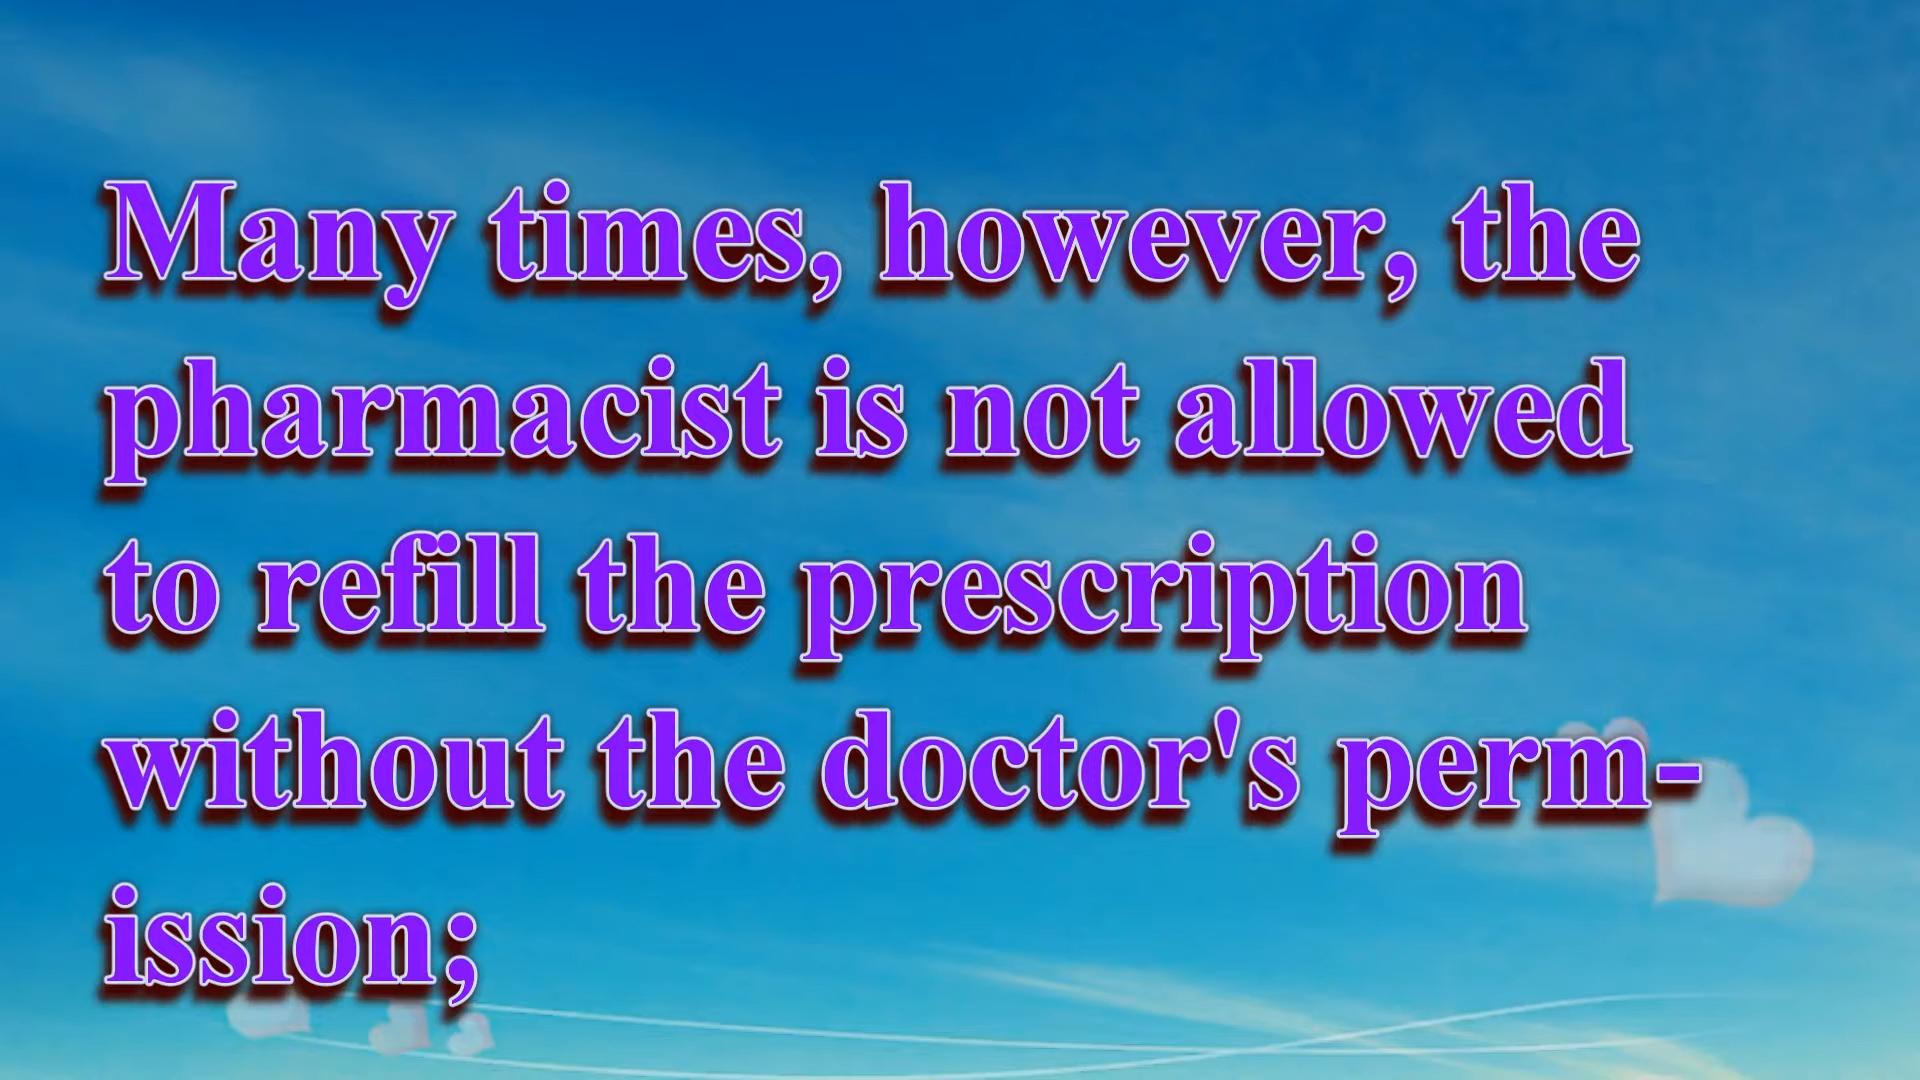 Many times, however, the
pharmacist is not allowed
to refill the prescription
without the doctor's perm-
ission;